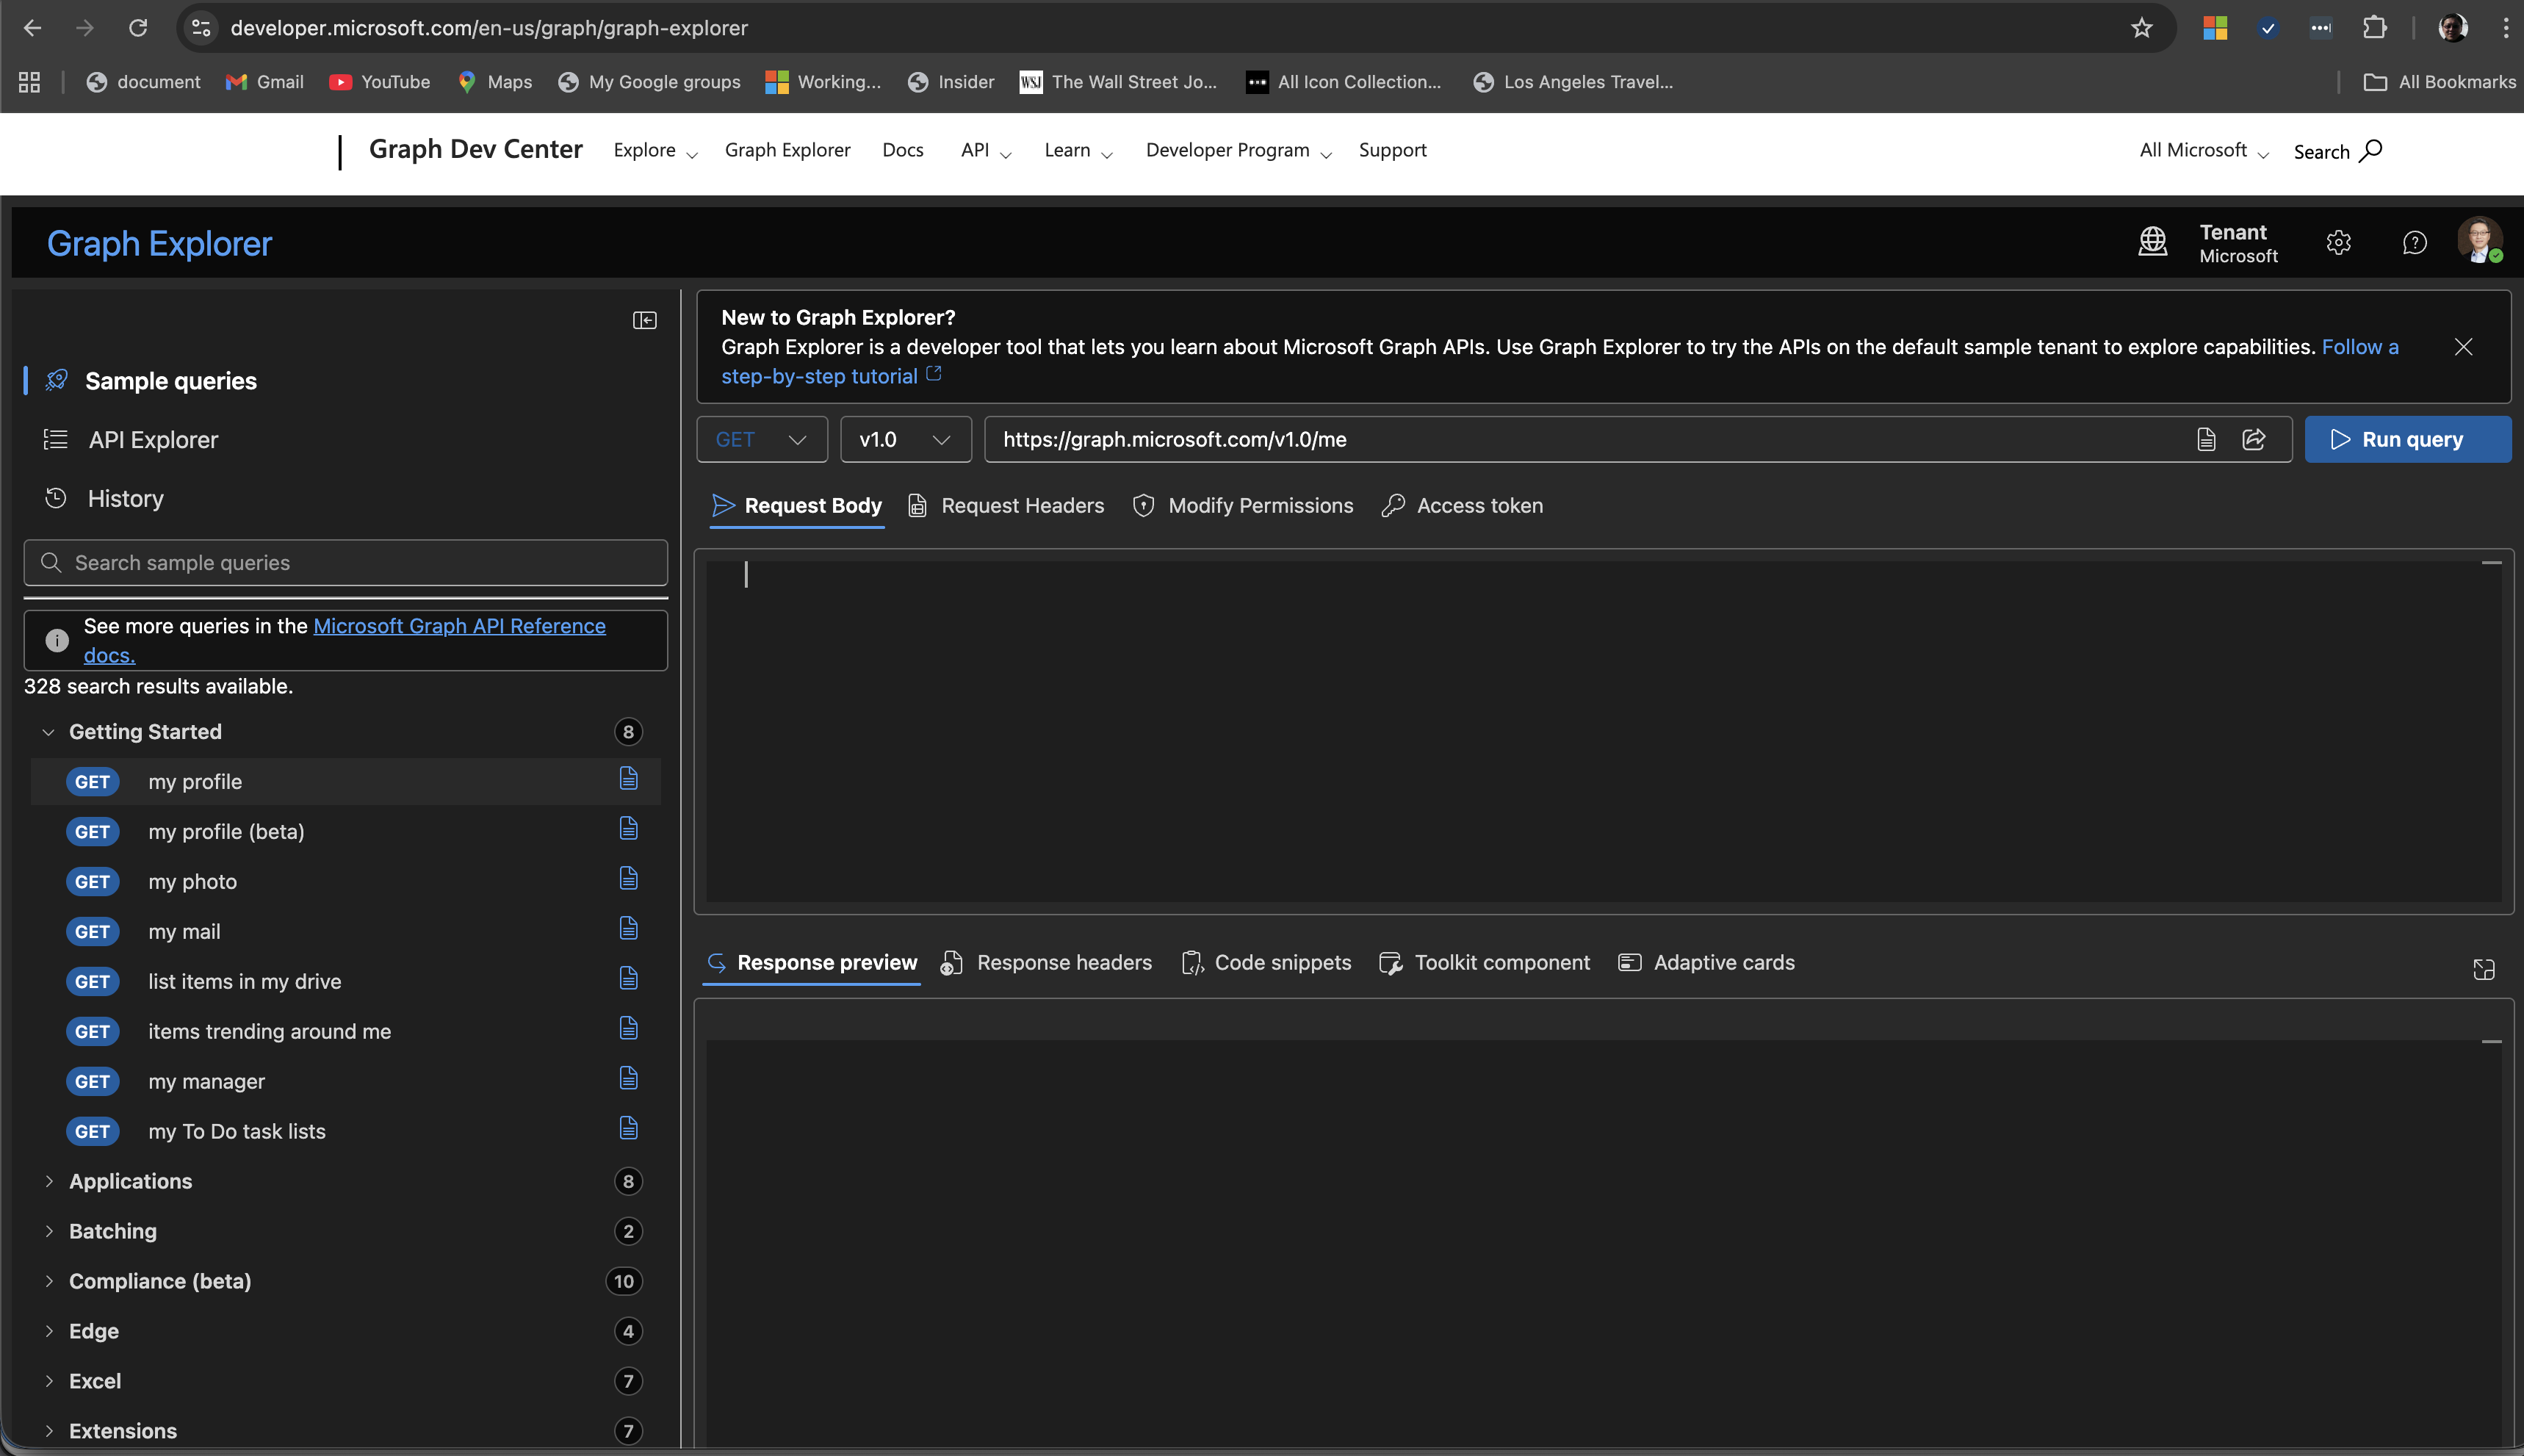 developer.microsoft.com/en-us/graph/graph-explorer
document Gmail YouTube Maps My Google groups Working... Insider WSJ The Wall Street Jo... All Icon Collection... Los Angeles Travel... All Bookmarks
Graph Dev Center Explore Graph Explorer Docs API Learn Developer Program Support All Microsoft Search
Graph Explorer
Tenant
Microsoft
Sample queries
API Explorer
History
Search sample queries
See more queries in the Microsoft Graph API Reference
docs.
328 search results available.
Getting Started 8
GET my profile
GET my profile (beta)
GET my photo
GET my mail
GET list items in my drive
GET items trending around me
GET my manager
GET my To Do task lists
Applications 8
Batching 2
Compliance (beta) 10
Edge 4
Excel 7
Extensions 7
New to Graph Explorer?
Graph Explorer is a developer tool that lets you learn about Microsoft Graph APIs. Use Graph Explorer to try the APIs on the default sample tenant to explore capabilities. Follow a
step-by-step tutorial
GET v1.0 https://graph.microsoft.com/v1.0/me Run query
Request Body Request Headers Modify Permissions Access token
Response preview Response headers Code snippets Toolkit component Adaptive cards